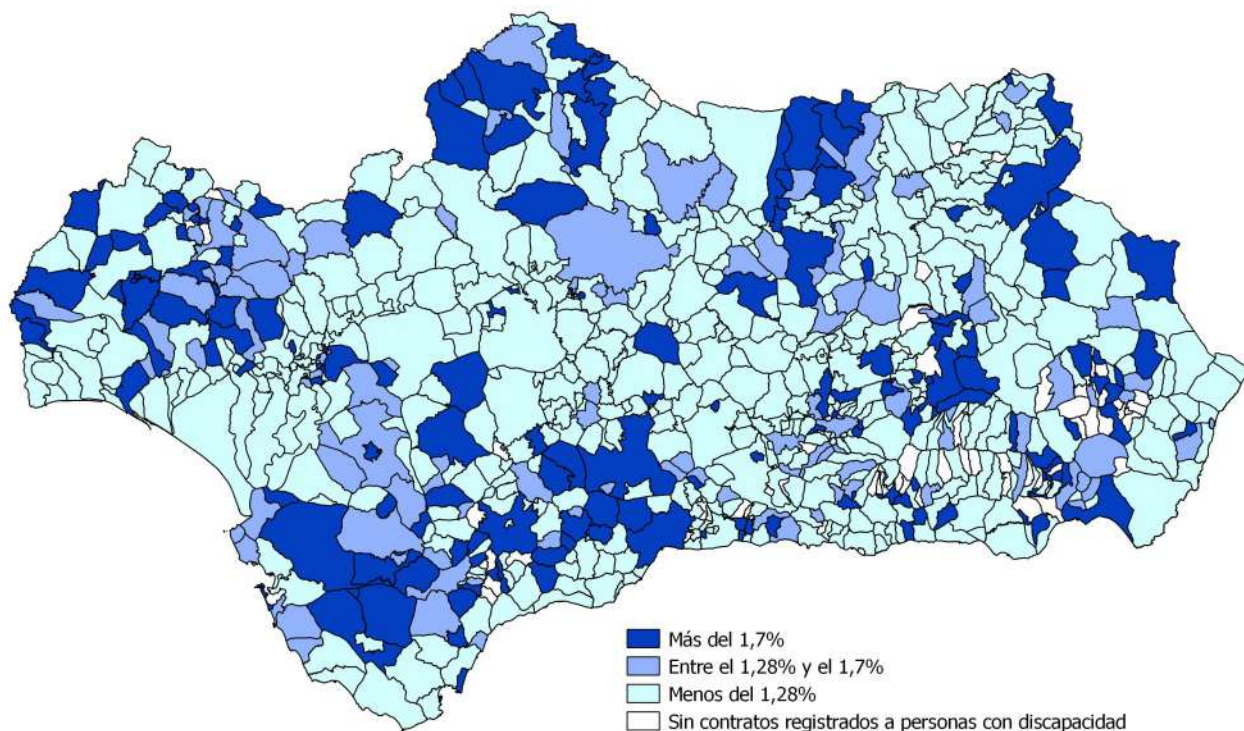 Más del 1,7%
Entre el 1,28% y el 1,7%
Menos del 1,28%
Sin contratos registrados a personas con discapacidad